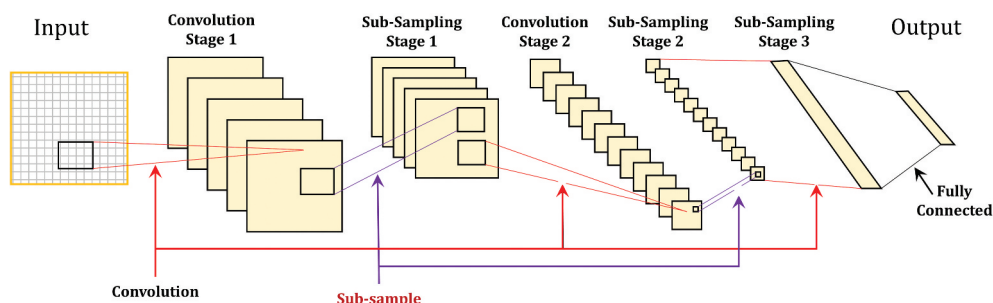 Input
Convolution
Stage 1
Sub-Sampling
Stage 1
Convolution
Stage 2
Sub-Sampling
Stage 2
Sub-Sampling
Stage 3
Output
Fully
Connected
Convolution
Sub-sample